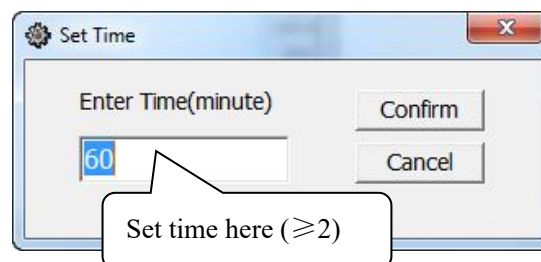 Set Time
Enter Time(minute)
Confirm
60
Cancel
Set time here (≥2)